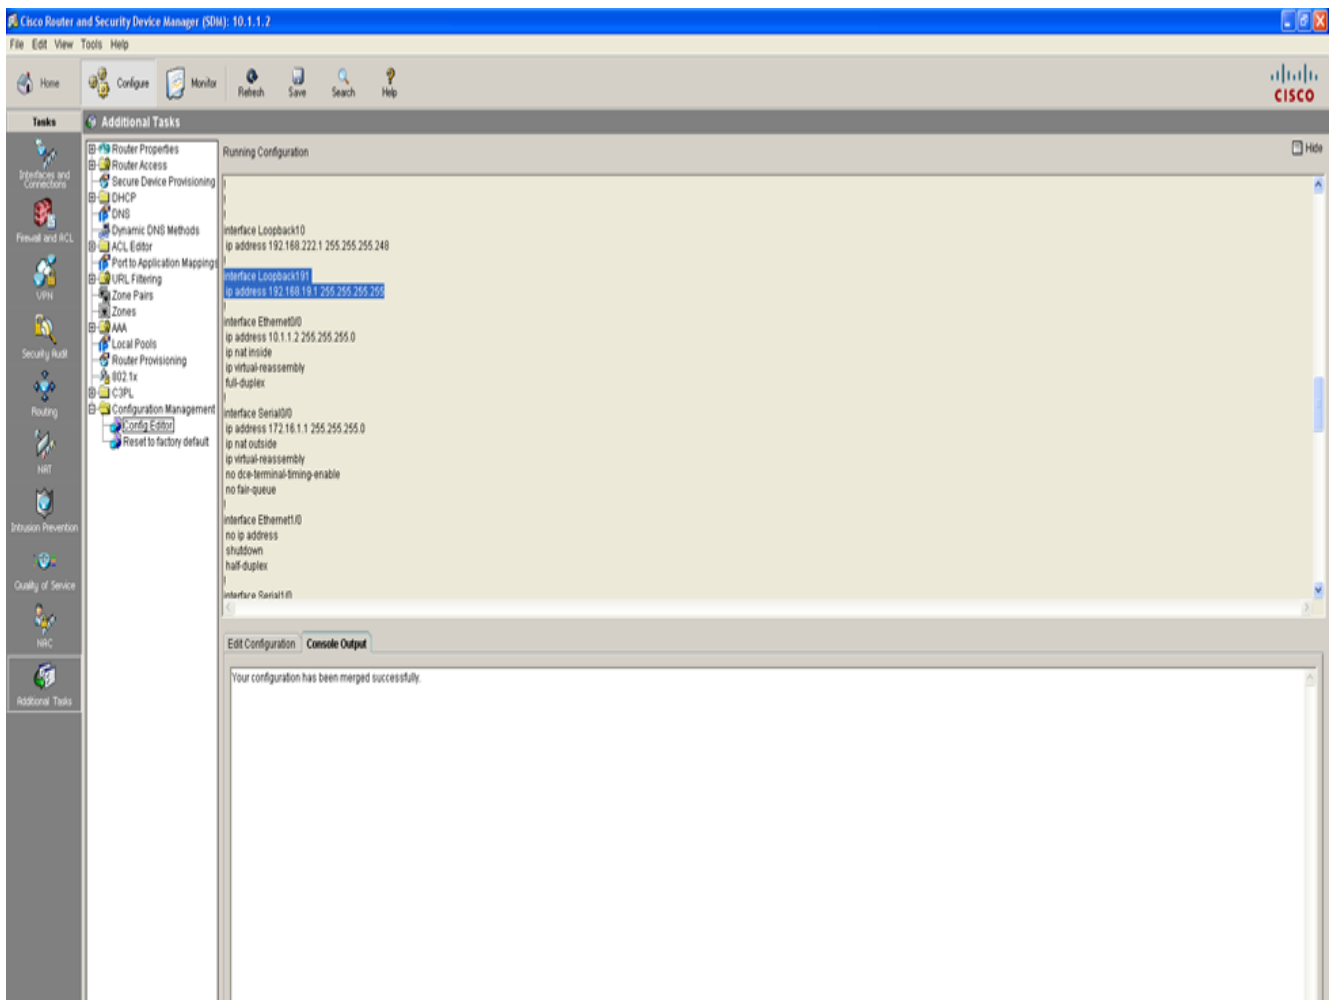 Cisco Router and Security Device Manager (SDM): 10.1.1.2
File Edit View Tools Help
Home Configure Monitor Refresh Save Search Help
CISCO
Tasks
Additional Tasks
Interfaces and Connections
Firewall and ACL
VPN
Security Audit
Routing
NAT
Intrusion Prevention
Quality of Service
NAC
Additional Tasks
Router Properties
Router Access
Secure Device Provisioning
DHCP
DNS
Dynamic DNS Methods
ACL Editor
Port to Application Mappings
URL Filtering
Zone Pairs
Zones
AAA
Local Pools
Router Provisioning
802.1x
C3PL
Configuration Management
Config Editor
Reset to factory default
Running Configuration
Hide
!
!
!
interface Loopback10
ip address 192.168.222.1 255.255.255.248
!
interface Loopback191
ip address 192.168.19.1 255.255.255.255
!
interface Ethernet0/0
ip address 10.1.1.2 255.255.255.0
ip nat inside
ip virtual-reassembly
full-duplex
!
interface Serial0/0
ip address 172.16.1.1 255.255.255.0
ip nat outside
ip virtual-reassembly
no dce-terminal-timing-enable
no fair-queue
!
interface Ethernet1/0
no ip address
shutdown
half-duplex
!
interface Serial1/0
Edit Configuration Console Output
Your configuration has been merged successfully.